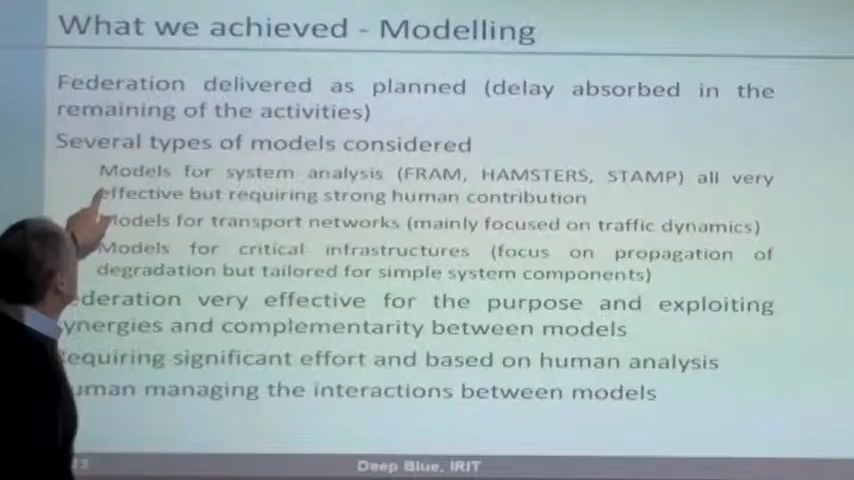 What we achieved - Modelling
Federation delivered as planned (delay absorbed in the
remaining of the activities)
Several types of models considered
Models for system analysis (FRAM, HAMSTERS, STAMP) all very
effective but requiring strong human contribution
Models for transport networks (mainly focused on traffic dynamics)
Models for critical infrastructures (focus on propagation of
degradation but tailored for simple system components)
ederation very effective for the purpose and exploiting
ynergies and complementarity between models
equiring significant effort and based on human analysis
uman managing the interactions between models
Deep Blue, IRIT